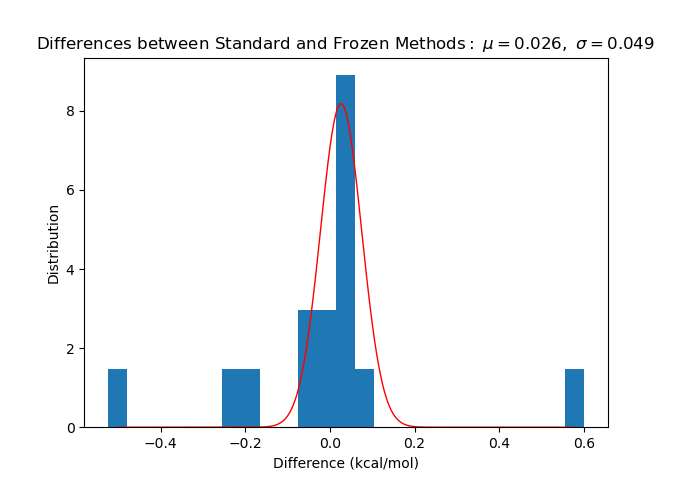 Differences between Standard and Frozen Methods: μ=0.026, σ=0.049
8
6
4
2
0
Distribution
−0.4 −0.2 0.0 0.2 0.4 0.6
Difference (kcal/mol)